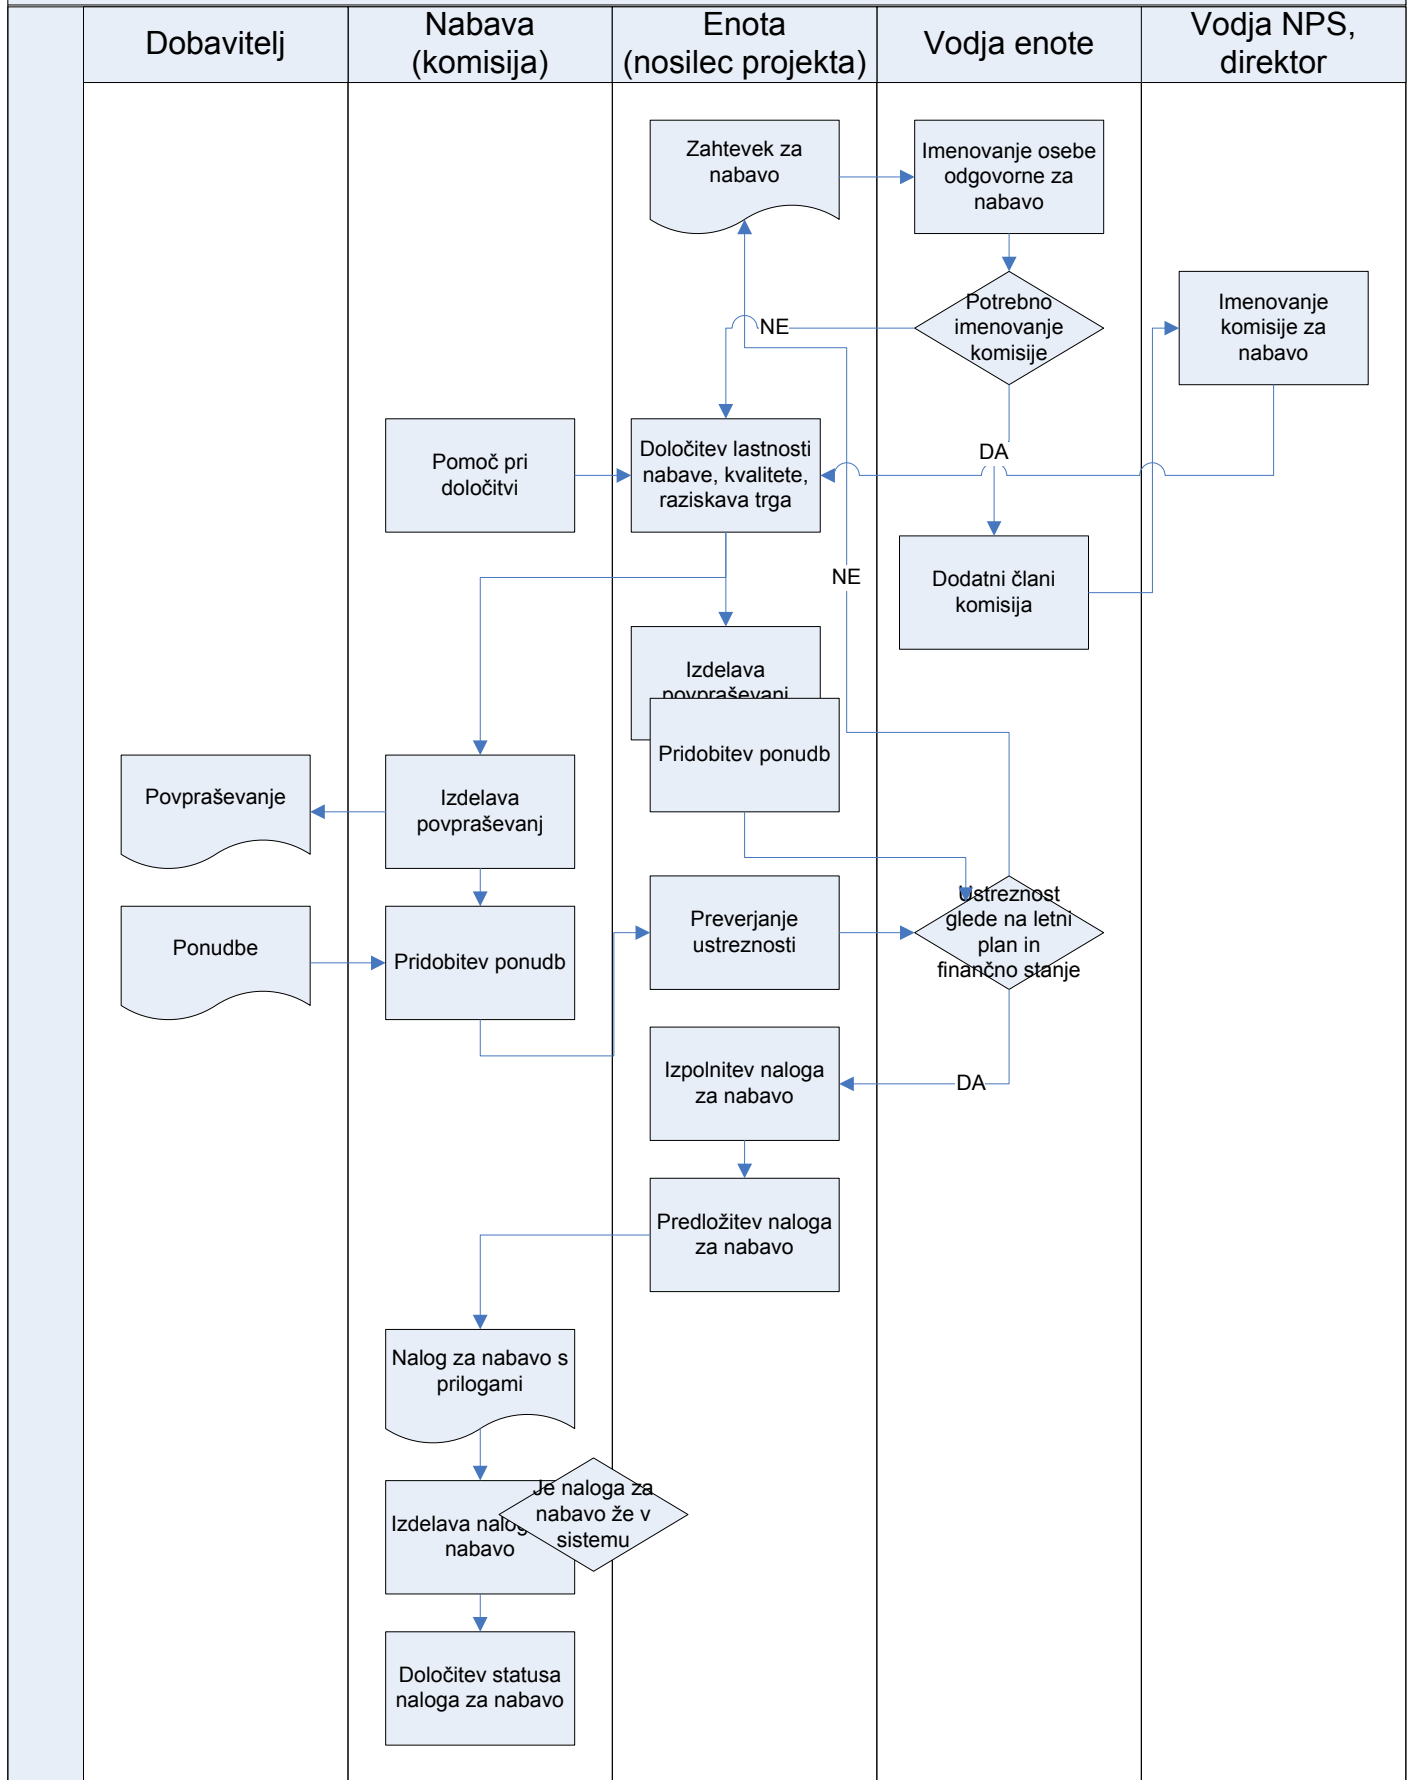 Dobavitelj
Nabava
(komisija)
Enota
(nosilec projekta)
Vodja enote
Vodja NPS,
direktor
Zahtevek za
nabavo
Imenovanje osebe
odgovorne za
nabavo
Potrebno
imenovanje
komisije
Imenovanje
komisije za
nabavo
NE
Pomoč pri
določitvi
Določitev lastnosti
nabave, kvalitete,
raziskava trga
DA
NE
Dodatni člani
komisija
Izdelava
povpraševanj
Pridobitev ponudb
Povpraševanje
Izdelava
povpraševanj
Ponudbe
Pridobitev ponudb
Preverjanje
ustreznosti
Ustreznost
glede na letni
plan in
finančno stanje
Izpolnitev naloga
za nabavo
DA
Predložitev naloga
za nabavo
Nalog za nabavo s
prilogami
Izdelava nalog
nabavo
Je naloga za
nabavo že v
sistemu
Določitev statusa
naloga za nabavo